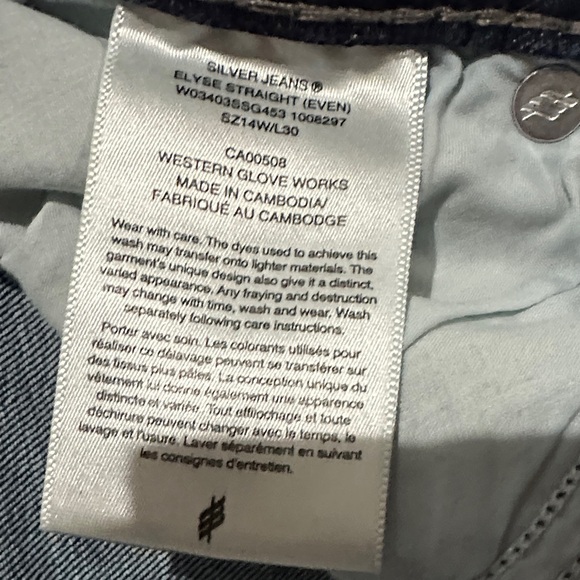 SILVER JEANS®
ELYSE STRAIGHT (EVEN)
W03403SSG453 1008297
SZ14W/L30
CA00508
WESTERN GLOVE WORKS
MADE IN CAMBODIA/
FABRIQUÉ AU CAMBODGE
Wear with care. The dyes used to achieve this
wash may transfer onto lighter materials. The
garment's unique design also give it a distinct,
varied appearance. Any fraying and destruction
may change with time, wash and wear. Wash
separately following care instructions.
Porter avec soin. Les colorants utilisés pour
réaliser ce délavage peuvent se transférer sur
des tissus plus pâles. La conception unique du
vêtement lui donne également une apparence
distincte et variée. Tout effilochage et toute
déchirure peuvent changer avec le temps, le
lavage et l'usure. Laver séparément en suivant
les consignes d'entretien.